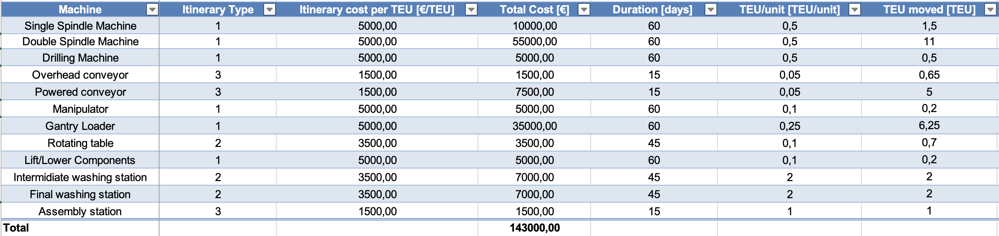 Machine Itinerary Type Itinerary cost per TEU [€/TEU] Total Cost [€] Duration [days] TEU/unit [TEU/unit] TEU moved [TEU]
Single Spindle Machine 1 5000,00 10000,00 60 0,5 1,5
Double Spindle Machine 1 5000,00 55000,00 60 0,5 11
Drilling Machine 1 5000,00 5000,00 60 0,5 0,5
Overhead conveyor 3 1500,00 1500,00 15 0,05 0,65
Powered conveyor 3 1500,00 7500,00 15 0,05 5
Manipulator 1 5000,00 5000,00 60 0,1 0,2
Gantry Loader 1 5000,00 35000,00 60 0,25 6,25
Rotating table 2 3500,00 3500,00 45 0,1 0,7
Lift/Lower Components 1 5000,00 5000,00 60 0,1 0,2
Intermidiate washing station 2 3500,00 7000,00 45 2 2
Final washing station 2 3500,00 7000,00 45 2 2
Assembly station 3 1500,00 1500,00 15 1 1
Total 143000,00